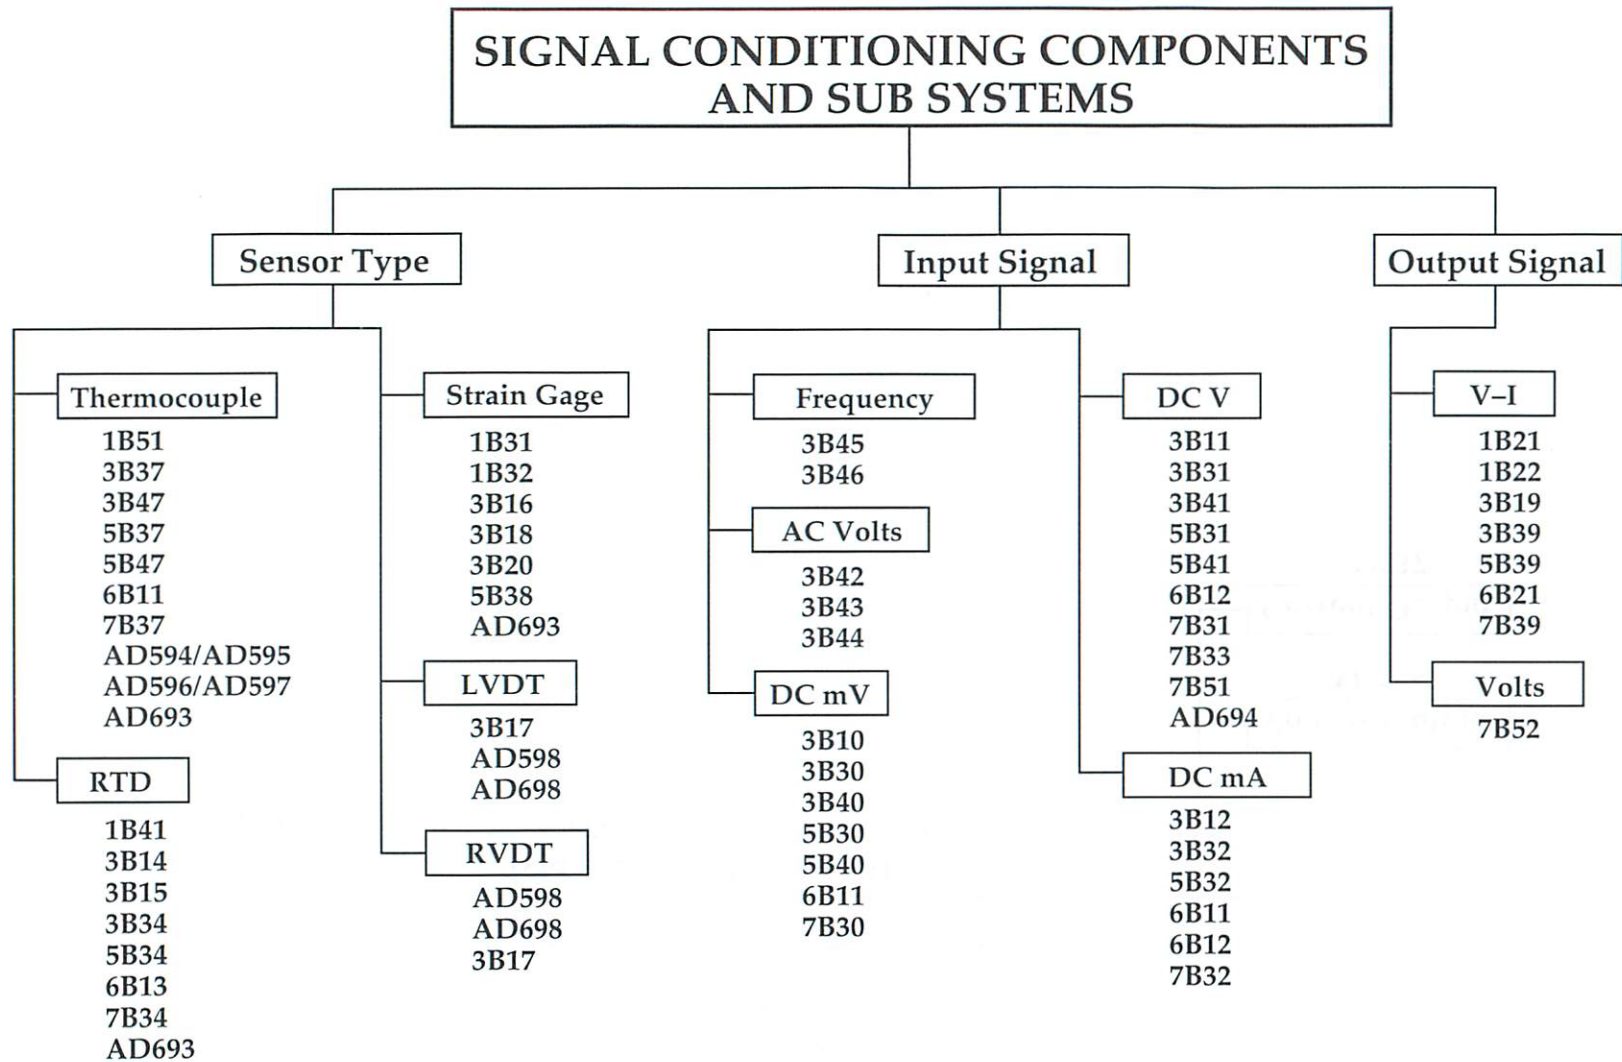 SIGNAL CONDITIONING COMPONENTS
AND SUB SYSTEMS
Sensor Type
Thermocouple
1B51
3B37
3B47
5B37
5B47
6B11
7B37
AD594/AD595
AD596/AD597
AD693
RTD
1B41
3B14
3B15
3B34
5B34
6B13
7B34
AD693
Strain Gage
1B31
1B32
3B16
3B18
3B20
5B38
AD693
LVDT
3B17
AD598
AD698
RVDT
AD598
AD698
3B17
Input Signal
Frequency
3B45
3B46
AC Volts
3B42
3B43
3B44
DC mV
3B10
3B30
3B40
5B30
5B40
6B11
7B30
DC V
3B11
3B31
3B41
5B31
5B41
6B12
7B31
7B33
7B51
AD694
DC mA
3B12
3B32
5B32
6B11
6B12
7B32
Output Signal
V–I
1B21
1B22
3B19
3B39
5B39
6B21
7B39
Volts
7B52